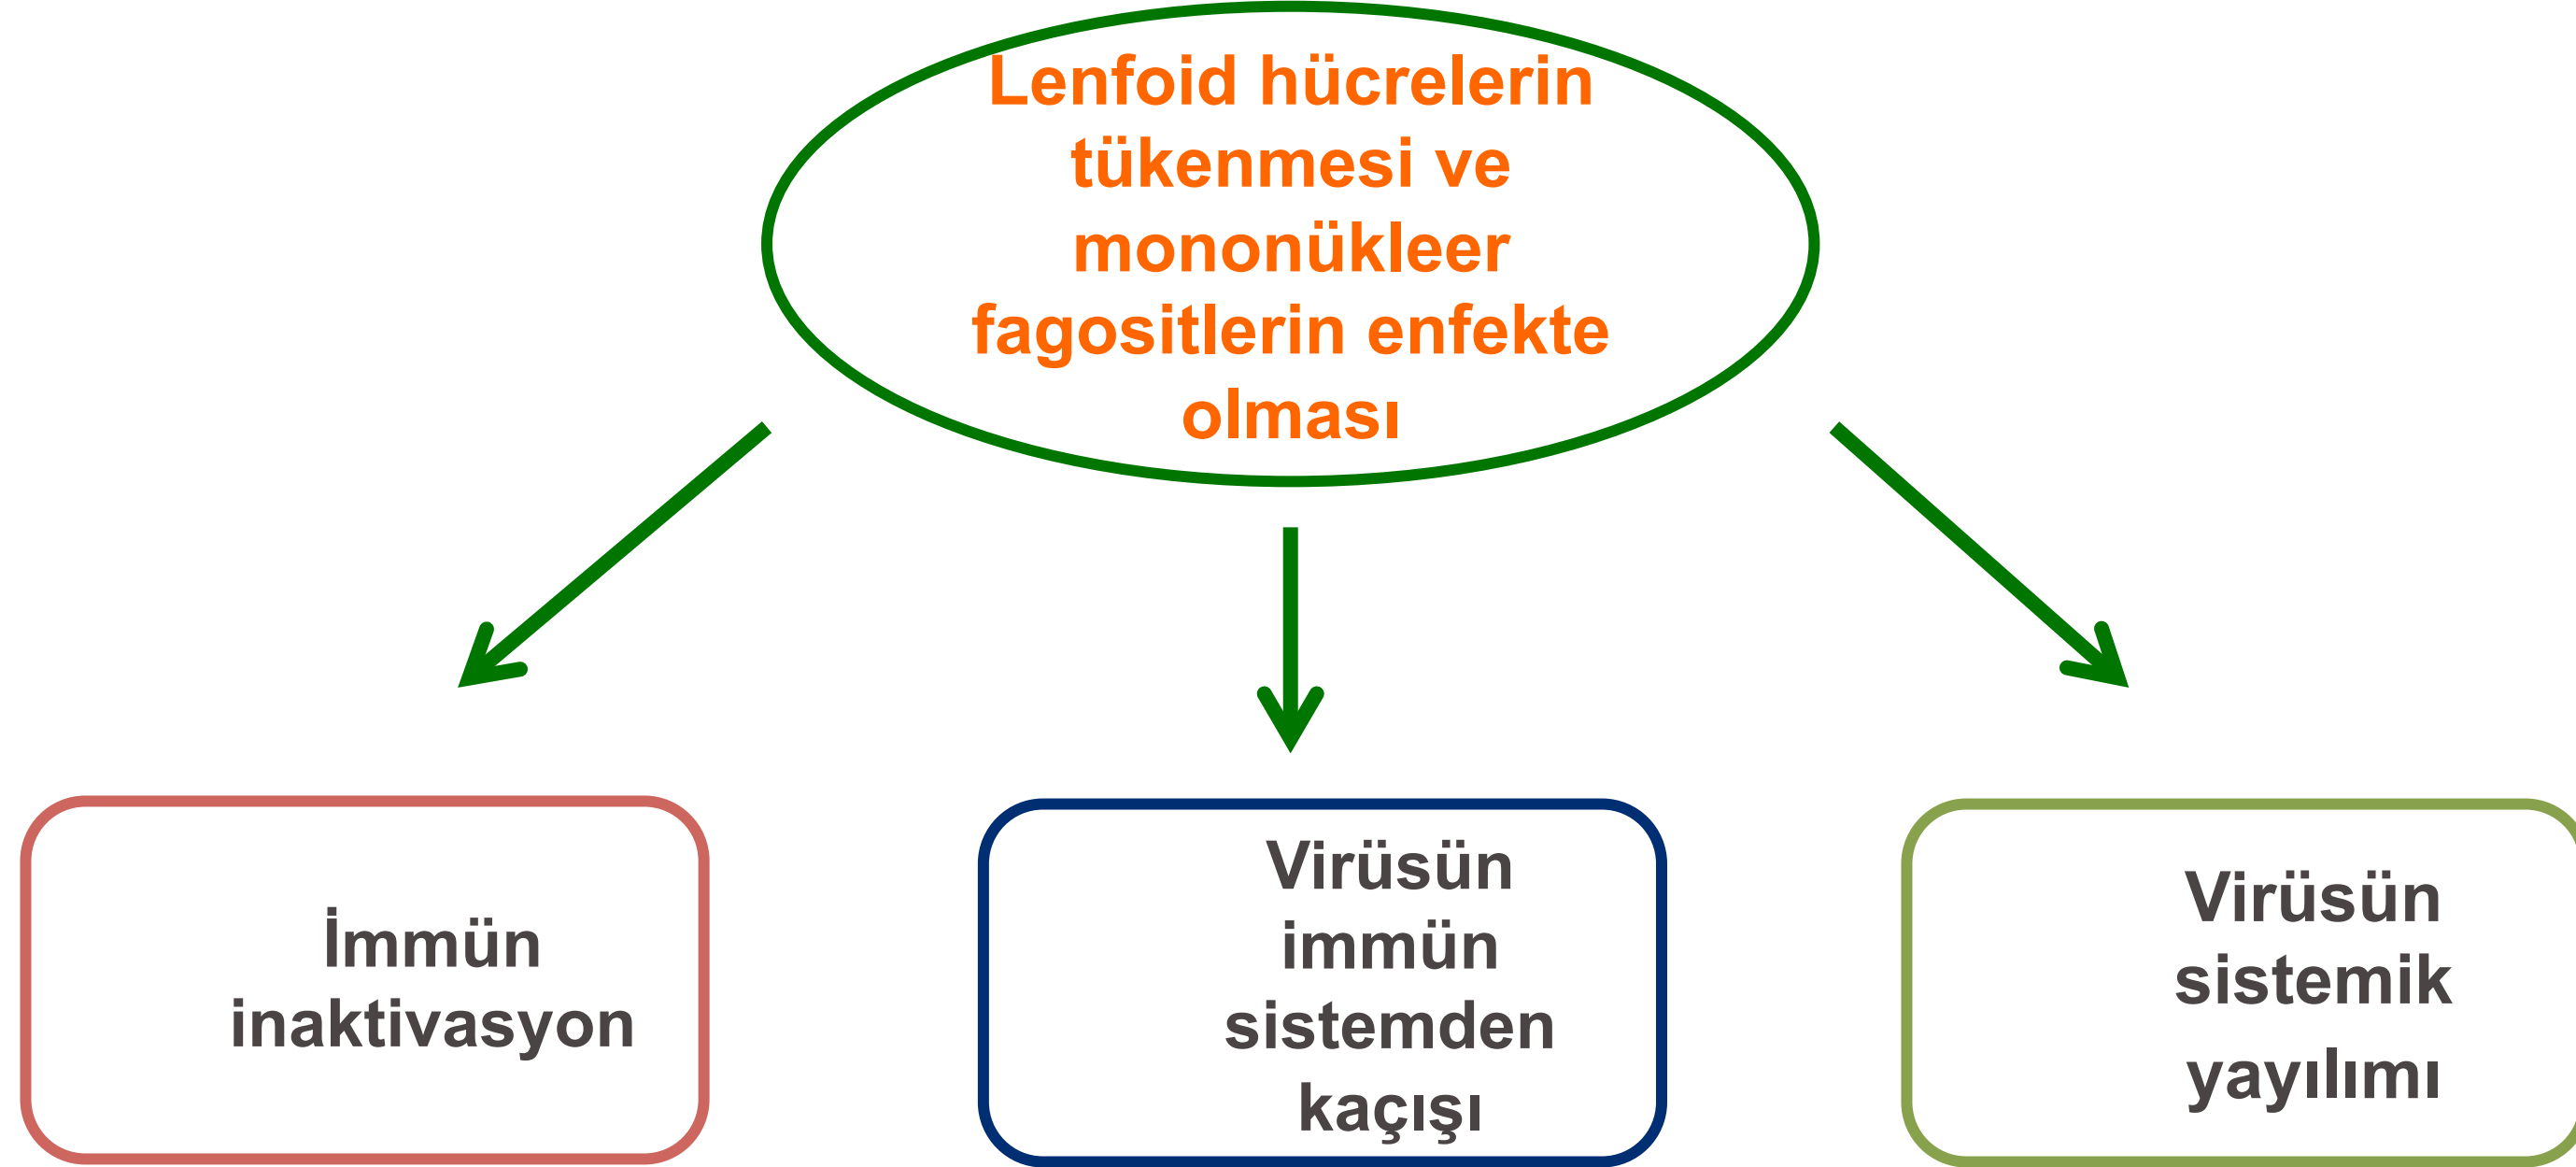 Lenfoid hücrelerin
tükenmesi ve
mononükleer
fagositlerin enfekte
olması
İmmün
inaktivasyon
Virüsün
immün
sistemden
kaçışı
Virüsün
sistemik
yayılımı